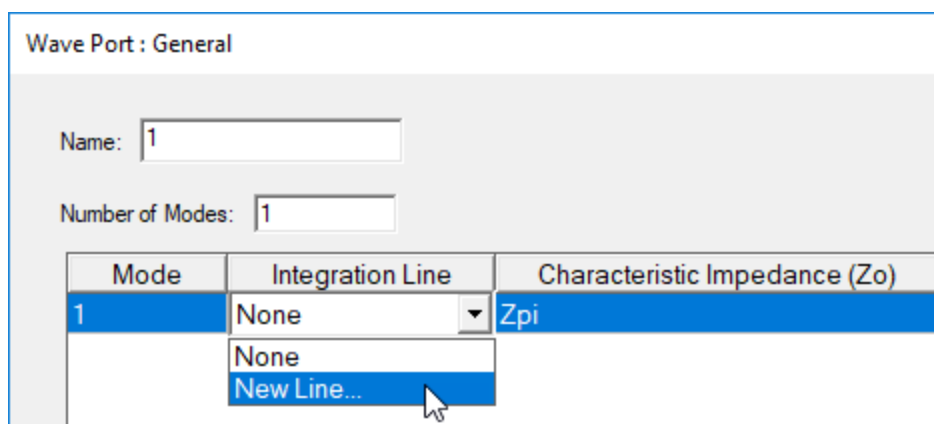 Wave Port : General
Name: 1
Number of Modes: 1
Mode Integration Line Characteristic Impedance (Zo)
1 None Zpi
None
New Line...